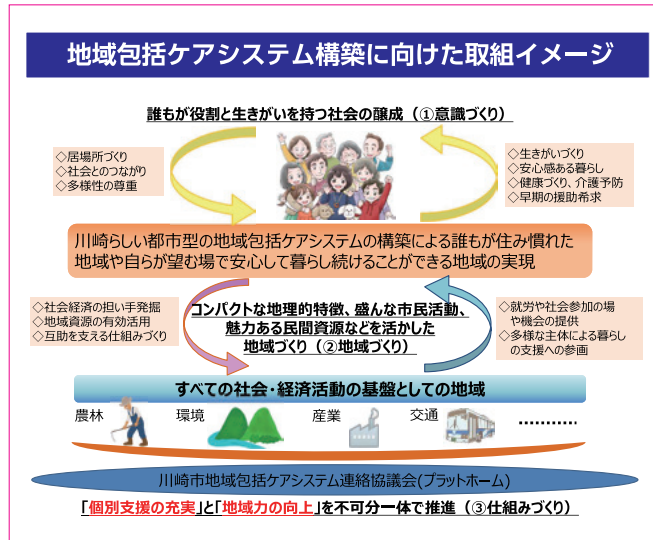 地域包括ケアシステム構築に向けた取組イメージ
誰もが役割と生きがいを持つ社会の醸成（①意識づくり）
◇居場所づくり
◇社会とのつながり
◇多様性の尊重
◇生きがいづくり
◇安心感ある暮らし
◇健康づくり、介護予防
◇早期の援助希求
川崎らしい都市型の地域包括ケアシステムの構築による誰もが住み慣れた
地域や自らが望む場で安心して暮らし続けることができる地域の実現
◇社会経済の担い手発掘
◇地域資源の有効活用
◇互助を支える仕組みづくり
コンパクトな地理的特徴、盛んな市民活動、
魅力ある民間資源などを活かした
地域づくり（②地域づくり）
◇就労や社会参加の場
や機会の提供
◇多様な主体による暮らし
の支援への参画
すべての社会・経済活動の基盤としての地域
農林 環境 産業 交通 ………
川崎市地域包括ケアシステム連絡協議会(プラットホーム)
「個別支援の充実」と「地域力の向上」を不可分一体で推進（③仕組みづくり）